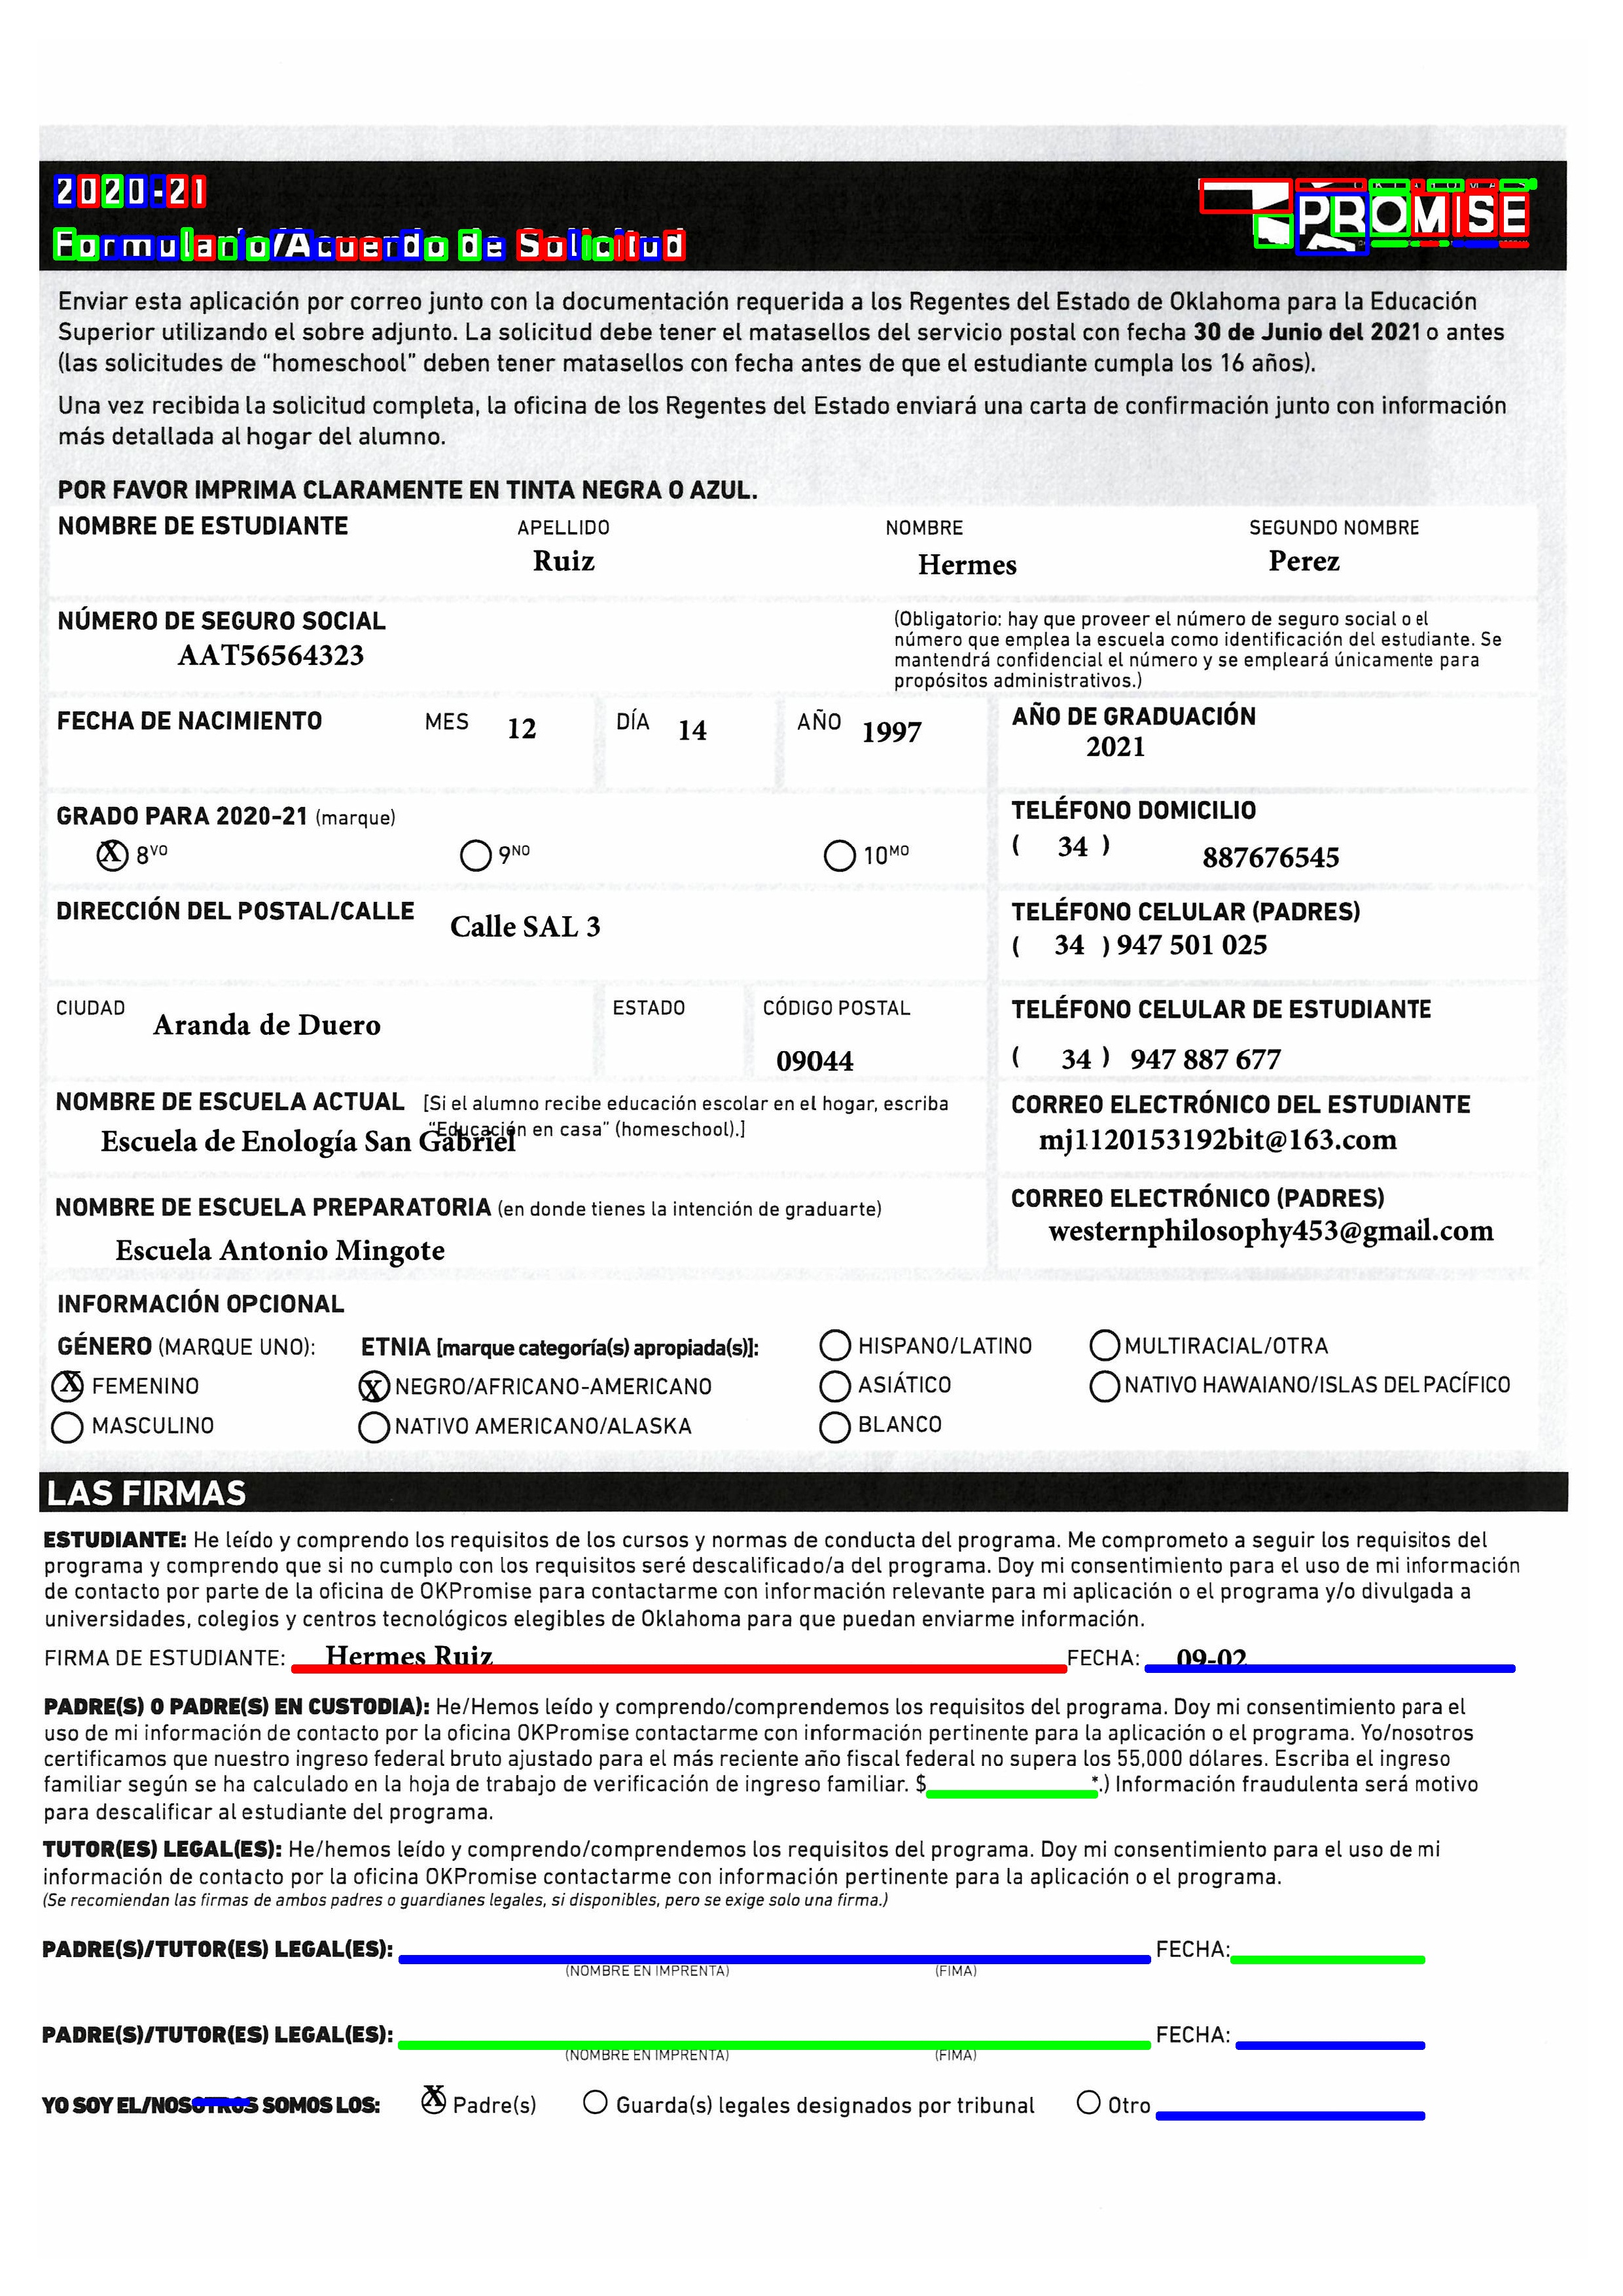 2020-21
Formulario/Acuerdo de Solicitud
PROMISE
Enviar esta aplicación por correo junto con la documentación requerida a los Regentes del Estado de Oklahoma para la Educación
Superior utilizando el sobre adjunto. La solicitud debe tener el matasellos del servicio postal con fecha 30 de Junio del 2021 o antes
(las solicitudes de “homeschool” deben tener matasellos con fecha antes de que el estudiante cumpla los 16 años).
Una vez recibida la solicitud completa, la oficina de los Regentes del Estado enviará una carta de confirmación junto con información
más detallada al hogar del alumno.
POR FAVOR IMPRIMA CLARAMENTE EN TINTA NEGRA O AZUL.
NOMBRE DE ESTUDIANTE APELLIDO NOMBRE SEGUNDO NOMBRE
Ruiz Hermes Perez
NÚMERO DE SEGURO SOCIAL
AAT56564323
(Obligatorio: hay que proveer el número de seguro social o el
número que emplea la escuela como identificación del estudiante. Se
mantendrá confidencial el número y se empleará únicamente para
propósitos administrativos.)
FECHA DE NACIMIENTO MES 12 DÍA 14 AÑO 1997
AÑO DE GRADUACIÓN
2021
GRADO PARA 2020-21 (marque)
X 8VO 9NO 10MO
TELÉFONO DOMICILIO
( 34 ) 887676545
DIRECCIÓN DEL POSTAL/CALLE Calle SAL 3
TELÉFONO CELULAR (PADRES)
( 34 ) 947 501 025
CIUDAD Aranda de Duero ESTADO CÓDIGO POSTAL
09044
TELÉFONO CELULAR DE ESTUDIANTE
( 34 ) 947 887 677
NOMBRE DE ESCUELA ACTUAL [Si el alumno recibe educación escolar en el hogar, escriba
“Educación en casa” (homeschool).]
Escuela de Enología San Gabriel
CORREO ELECTRÓNICO DEL ESTUDIANTE
mj1120153192bit@163.com
NOMBRE DE ESCUELA PREPARATORIA (en donde tienes la intención de graduarte)
Escuela Antonio Mingote
CORREO ELECTRÓNICO (PADRES)
westernphilosophy453@gmail.com
INFORMACIÓN OPCIONAL
GÉNERO (MARQUE UNO): ETNIA [marque categoría(s) apropiada(s)]: HISPANO/LATINO MULTIRACIAL/OTRA
X FEMENINO X NEGRO/AFRICANO-AMERICANO ASIÁTICO NATIVO HAWAIANO/ISLAS DEL PACÍFICO
MASCULINO NATIVO AMERICANO/ALASKA BLANCO
LAS FIRMAS
ESTUDIANTE: He leído y comprendo los requisitos de los cursos y normas de conducta del programa. Me comprometo a seguir los requisitos del
programa y comprendo que si no cumplo con los requisitos seré descalificado/a del programa. Doy mi consentimiento para el uso de mi información
de contacto por parte de la oficina de OKPromise para contactarme con información relevante para mi aplicación o el programa y/o divulgada a
universidades, colegios y centros tecnológicos elegibles de Oklahoma para que puedan enviarme información.
FIRMA DE ESTUDIANTE: Hermes Ruiz FECHA: 09-02
PADRE(S) O PADRE(S) EN CUSTODIA): He/Hemos leído y comprendo/comprendemos los requisitos del programa. Doy mi consentimiento para el
uso de mi información de contacto por la oficina OKPromise contactarme con información pertinente para la aplicación o el programa. Yo/nosotros
certificamos que nuestro ingreso federal bruto ajustado para el más reciente año fiscal federal no supera los 55,000 dólares. Escriba el ingreso
familiar según se ha calculado en la hoja de trabajo de verificación de ingreso familiar. $ *.) Información fraudulenta será motivo
para descalificar al estudiante del programa.
TUTOR(ES) LEGAL(ES): He/hemos leído y comprendo/comprendemos los requisitos del programa. Doy mi consentimiento para el uso de mi
información de contacto por la oficina OKPromise contactarme con información pertinente para la aplicación o el programa.
(Se recomiendan las firmas de ambos padres o guardianes legales, si disponibles, pero se exige solo una firma.)
PADRE(S)/TUTOR(ES) LEGAL(ES): FECHA:
(NOMBRE EN IMPRENTA) (FIMA)
PADRE(S)/TUTOR(ES) LEGAL(ES): FECHA:
(NOMBRE EN IMPRENTA) (FIMA)
YO SOY EL/NOSOTROS SOMOS LOS: X Padre(s) Guarda(s) legales designados por tribunal Otro